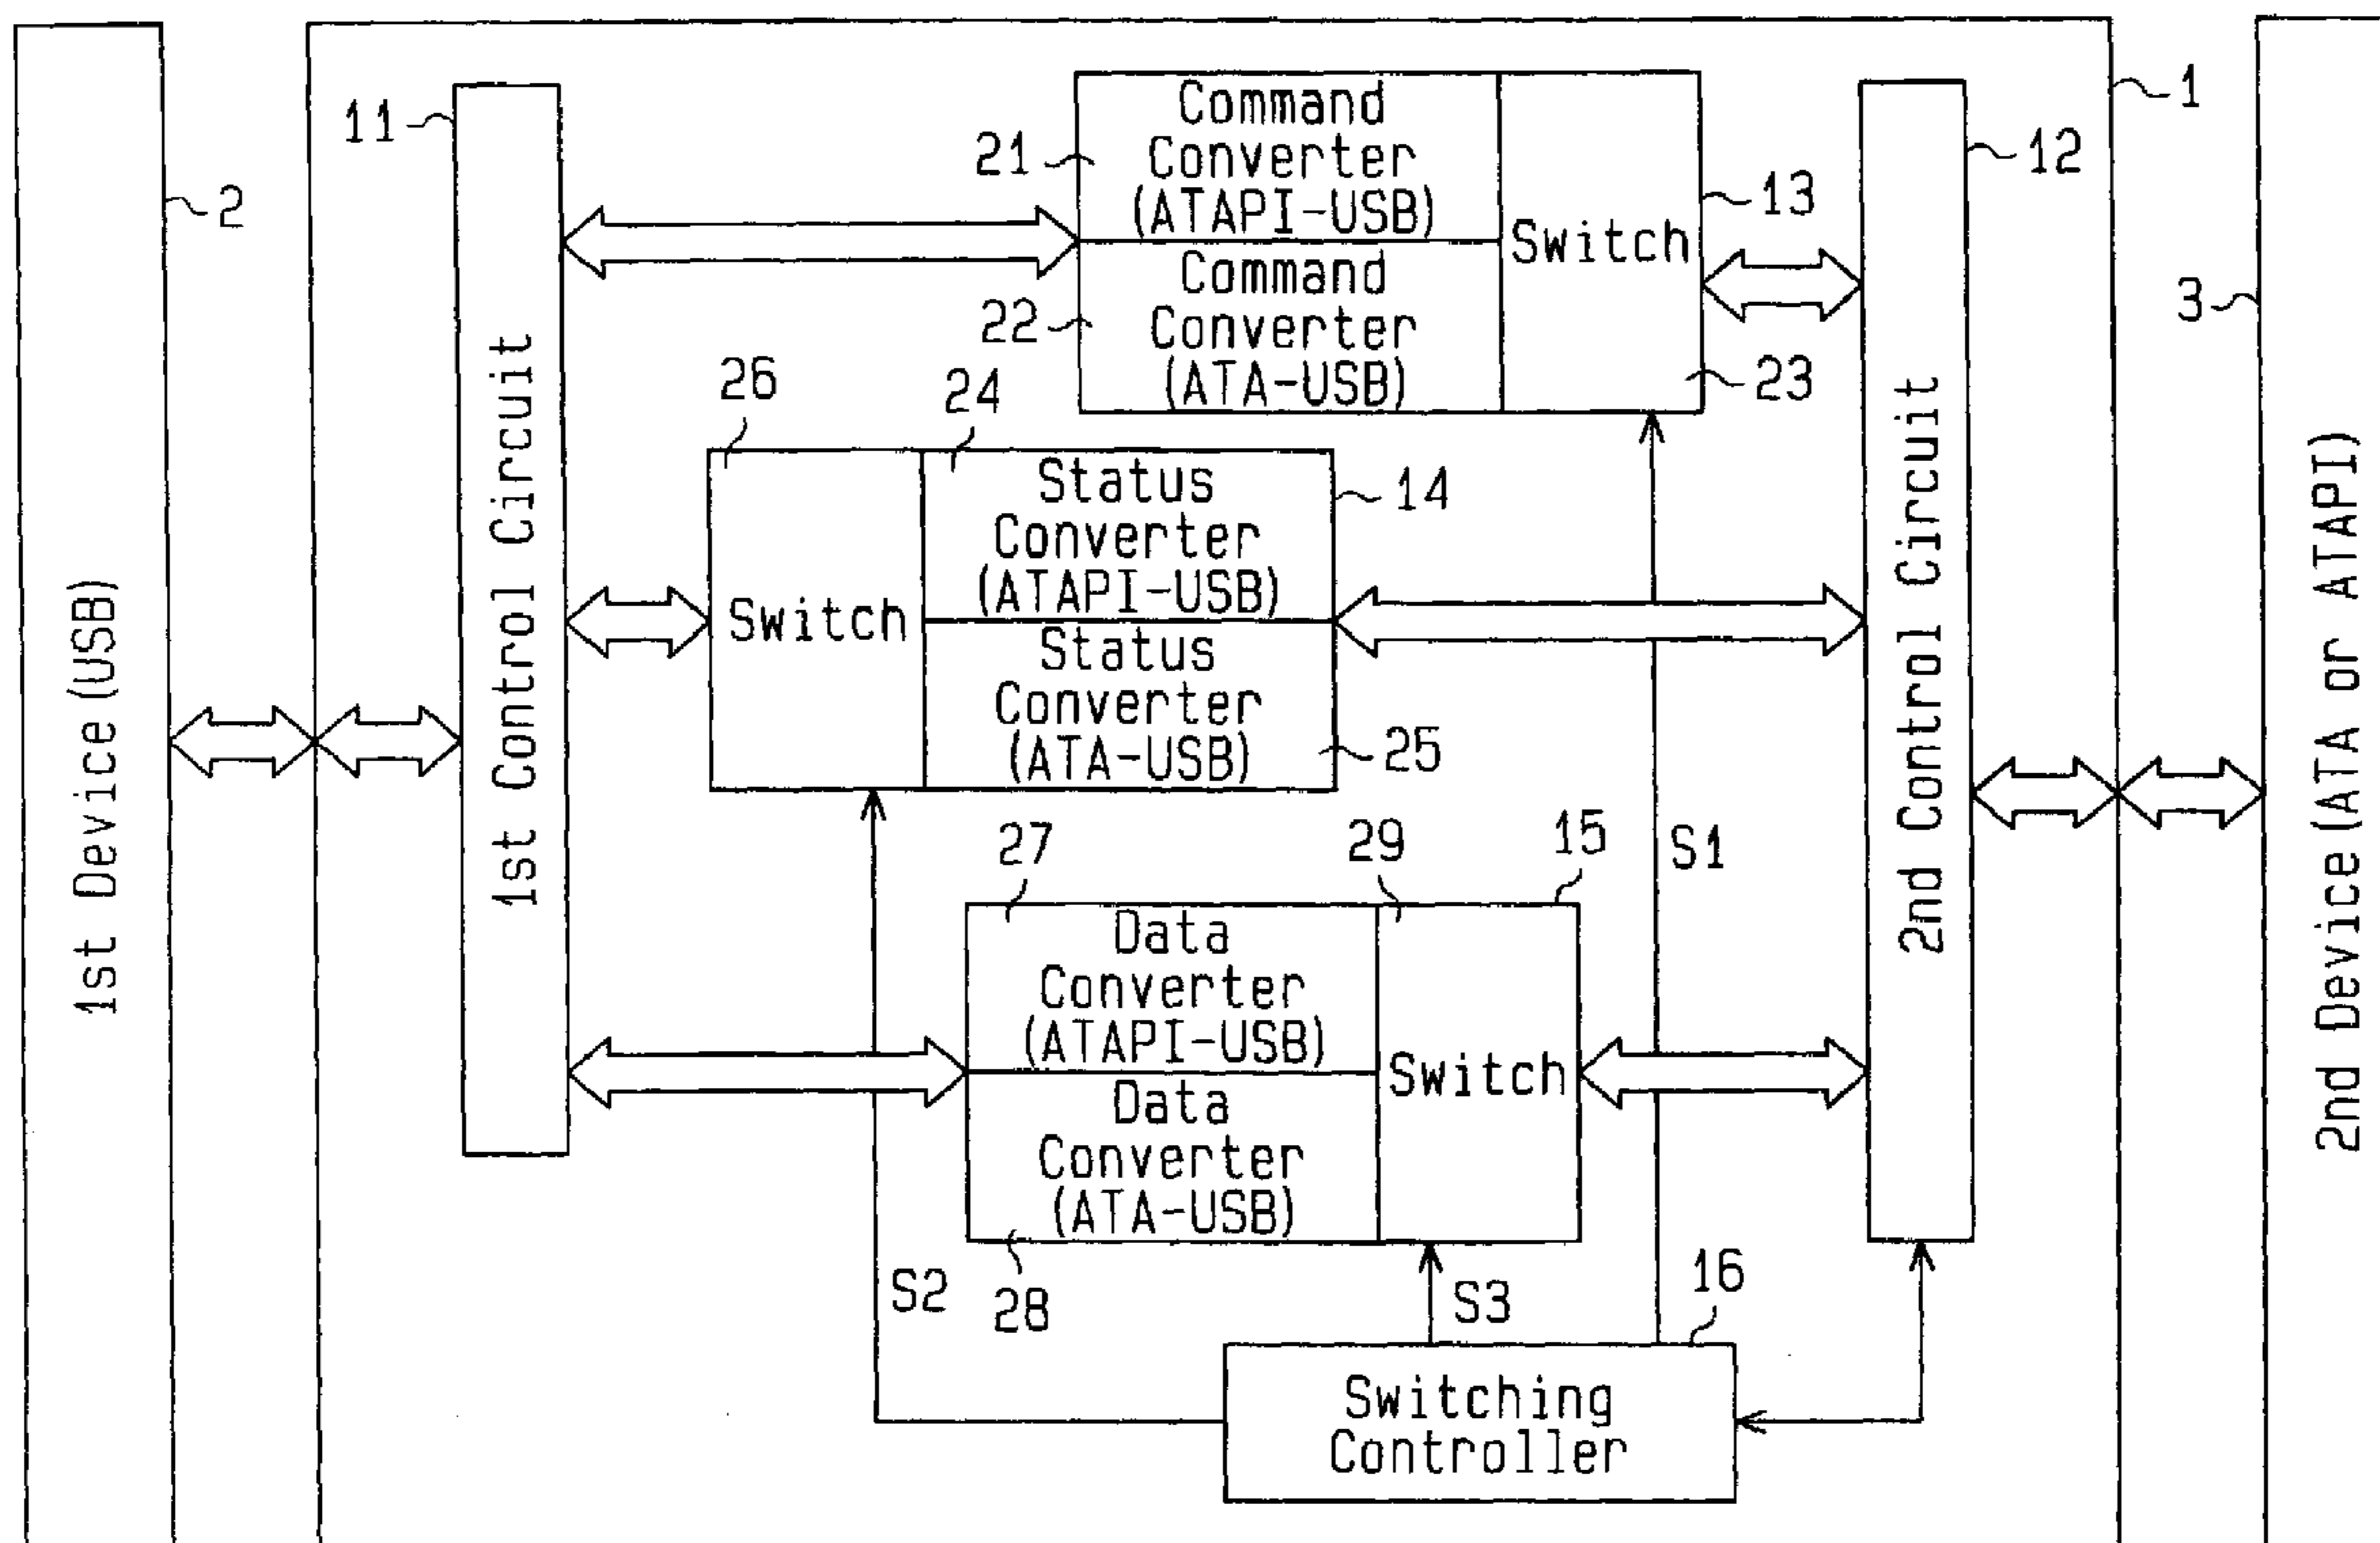 1
11
Command
Converter
(ATAPI-USB)
21
12
13
Switch
2
Command
Converter
(ATA-USB)
22
23
3
26
24
Status
Converter
(ATAPI-USB)
14
Switch
Status
Converter
(ATA-USB)
25
1st Device(USB)
1st Control Circuit
2nd Control Circuit
2nd Device(ATA or ATAPI)
27
29
15
S1
Data
Converter
(ATAPI-USB)
Switch
Data
Converter
(ATA-USB)
28
S2
S3
16
Switching
Controller